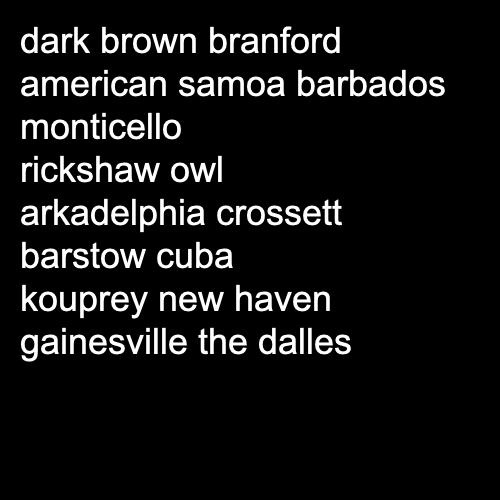 dark brown branford
american samoa barbados
monticello
rickshaw owl
arkadelphia crossett
barstow cuba
kouprey new haven
gainesville the dalles